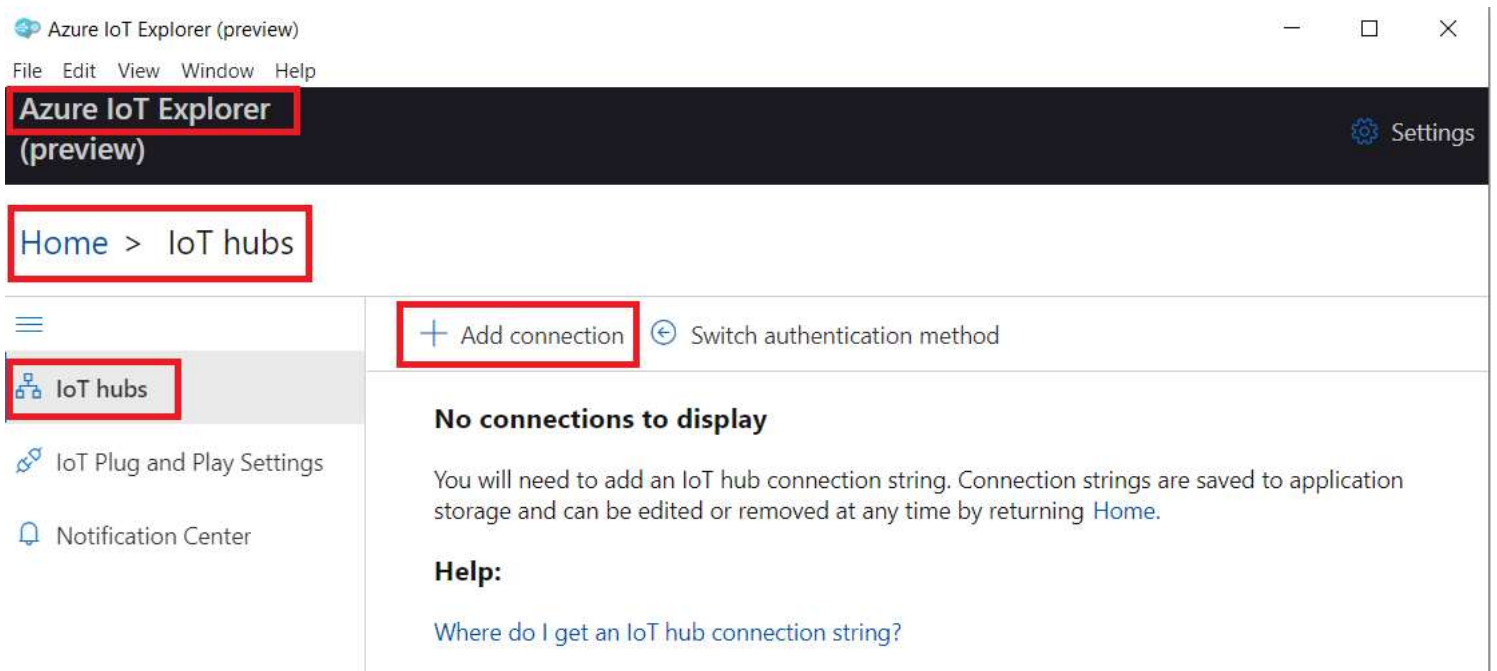 Azure IoT Explorer (preview)
File Edit View Window Help
Azure IoT Explorer
(preview)
Settings
Home > IoT hubs
+ Add connection
Switch authentication method
IoT hubs
IoT Plug and Play Settings
Notification Center
No connections to display
You will need to add an IoT hub connection string. Connection strings are saved to application
storage and can be edited or removed at any time by returning Home.
Help:
Where do I get an IoT hub connection string?